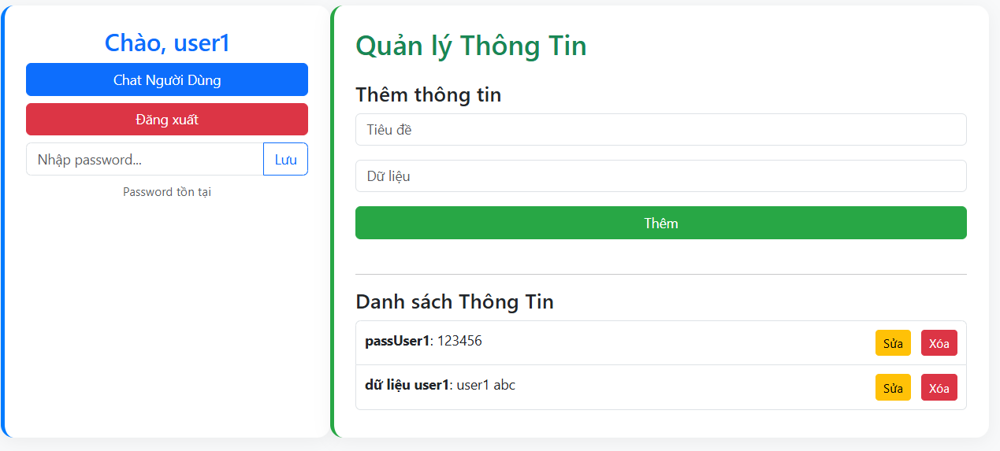 Chào, user1
Chat Người Dùng
Đăng xuất
Nhập password...
Lưu
Password tồn tại
Quản lý Thông Tin
Thêm thông tin
Tiêu đề
Dữ liệu
Thêm
Danh sách Thông Tin
passUser1: 123456
Sửa
Xóa
dữ liệu user1: user1 abc
Sửa
Xóa